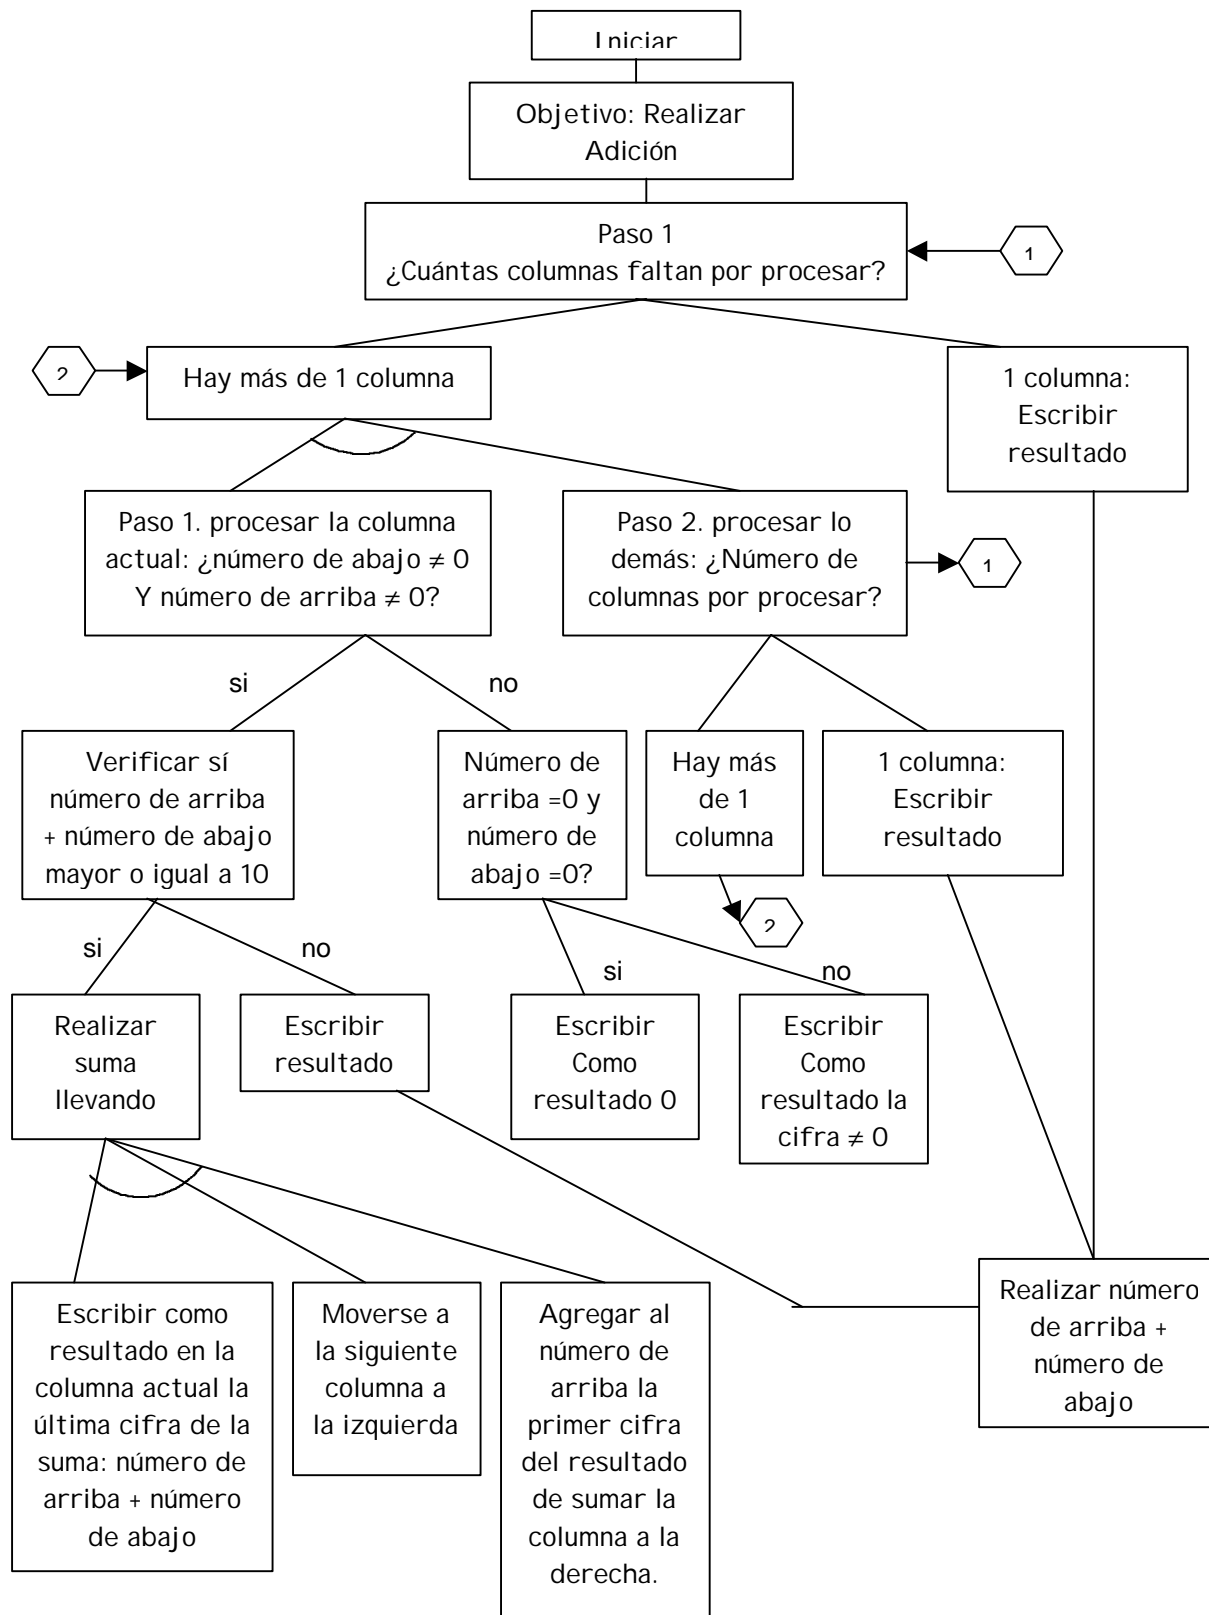 Iniciar
Objetivo: Realizar
Adición
Paso 1
¿Cuántas columnas faltan por procesar?
1
2
Hay más de 1 columna
1 columna:
Escribir
resultado
Paso 1. procesar la columna
actual: ¿número de abajo ≠ 0
Y número de arriba ≠ 0?
Paso 2. procesar lo
demás: ¿Número de
columnas por procesar?
1
si
no
Verificar sí
número de arriba
+ número de abajo
mayor o igual a 10
Número de
arriba =0 y
número de
abajo =0?
Hay más
de 1
columna
1 columna:
Escribir
resultado
2
si
no
si
no
Realizar
suma
llevando
Escribir
resultado
Escribir
Como
resultado 0
Escribir
Como
resultado la
cifra ≠ 0
Escribir como
resultado en la
columna actual la
última cifra de la
suma: número de
arriba + número
de abajo
Moverse a
la siguiente
columna a
la izquierda
Agregar al
número de
arriba la
primer cifra
del resultado
de sumar la
columna a la
derecha.
Realizar número
de arriba +
número de
abajo